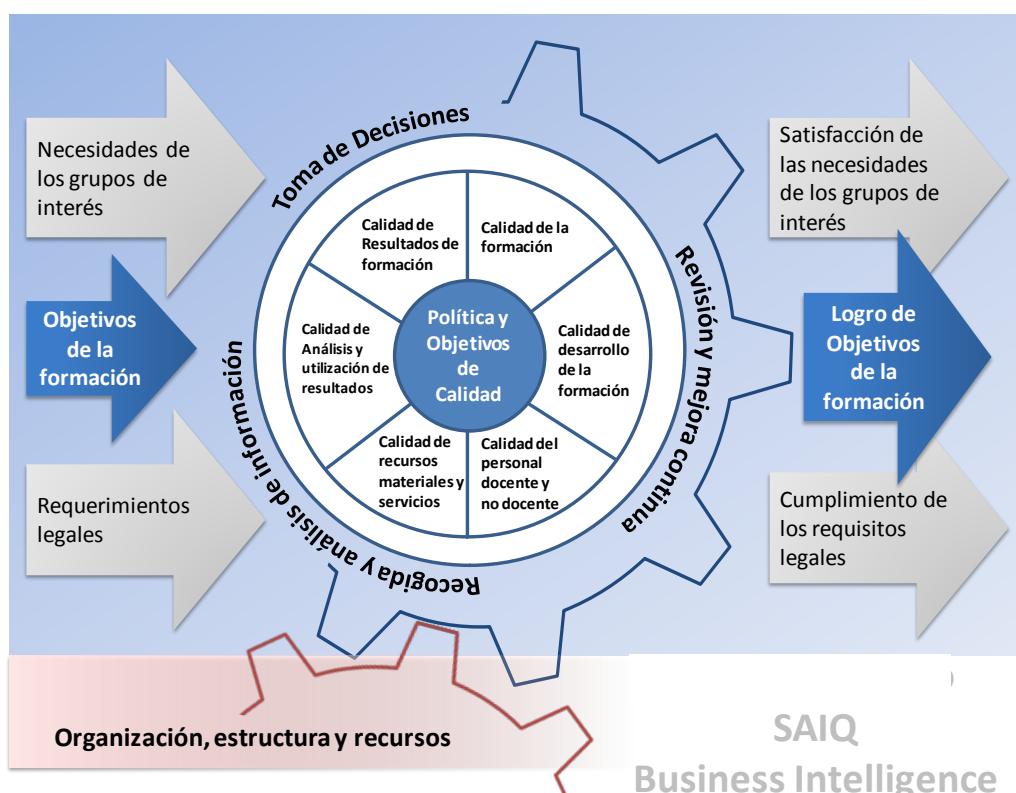 Necesidades de
los grupos de
interés
Objetivos
de la
formación
Requerimientos
legales
Toma de Decisiones
Revisión y mejora continua
Recogida y análisis de información
Calidad de
Resultados de
formación
Calidad de la
formación
Calidad de
Análisis y
utilización de
resultados
Política y
Objetivos
de
Calidad
Calidad de
desarrollo
de la
formación
Calidad de
recursos
materiales y
servicios
Calidad del
personal
docente y
no docente
Satisfacción de
las necesidades
de los grupos de
interés
Logro de
Objetivos
de la
formación
Cumplimiento de
los requisitos
legales
Organización, estructura y recursos
SAIQ
Business Intelligence